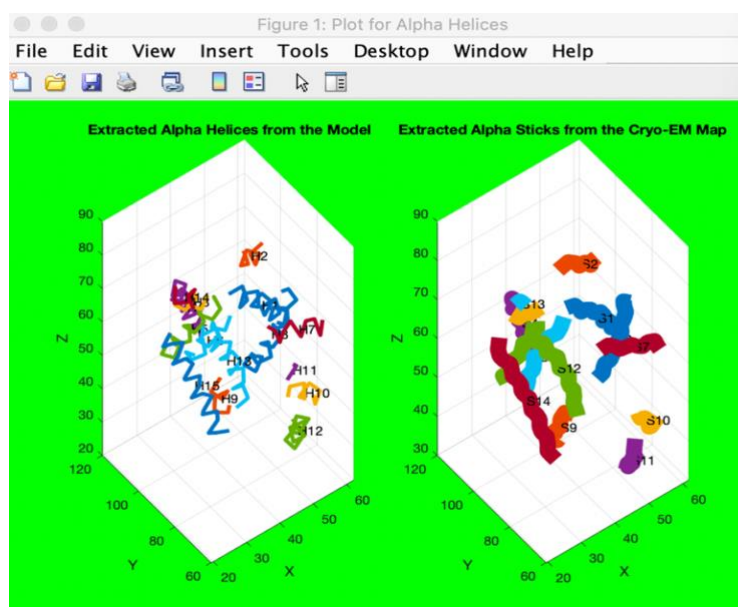 Figure 1: Plot for Alpha Helices
File Edit View Insert Tools Desktop Window Help
Extracted Alpha Helices from the Model
90
80
70
60
50
40
30
20
Z
120
100
80
60
Y
20
30
40
50
60
X
H2
H14
H7
H13
H11
H15
H9
H10
H12
Extracted Alpha Sticks from the Cryo-EM Map
90
80
70
60
50
40
30
Z
120
100
80
60
Y
20
30
40
50
60
X
S2
S13
S1
S12
S14
S9
S10